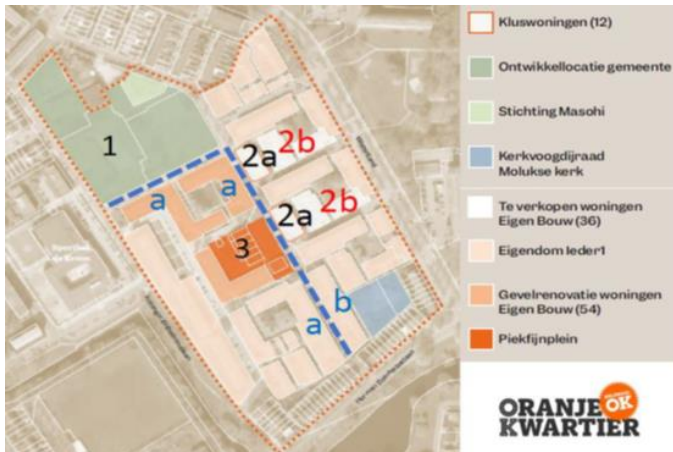 1
2a 2b
a a
2a 2b
3
b
a
Kluswoningen (12)
Ontwikkellocatie gemeente
Stichting Masohi
Kerkvoogdijraad
Molukse kerk
Te verkopen woningen
Eigen Bouw (36)
Eigendom Ieder1
Gevelrenovatie woningen
Eigen Bouw (54)
Piekfijnplein
ORANJE OK
KWARTIER